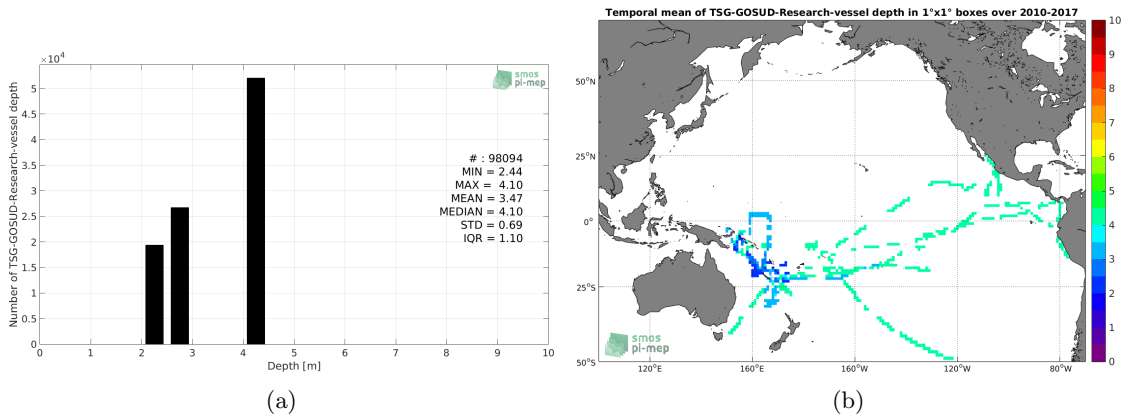 ×10⁴
Number of TSG-GOSUD-Research-vessel depth
5
4.5
4
3.5
3
2.5
2
1.5
1
0.5
0
0 1 2 3 4 5 6 7 8 9 10
Depth [m]
smos
pi-mep
# : 98094
MIN = 2.44
MAX = 4.10
MEAN = 3.47
MEDIAN = 4.10
STD = 0.69
IQR = 1.10
(a)
Temporal mean of TSG-GOSUD-Research-vessel depth in 1°x1° boxes over 2010-2017
50°N
25°N
0°
25°S
50°S
120°E 160°E 160°W 120°W 80°W
smos
pi-mep
10
9
8
7
6
5
4
3
2
1
0
(b)